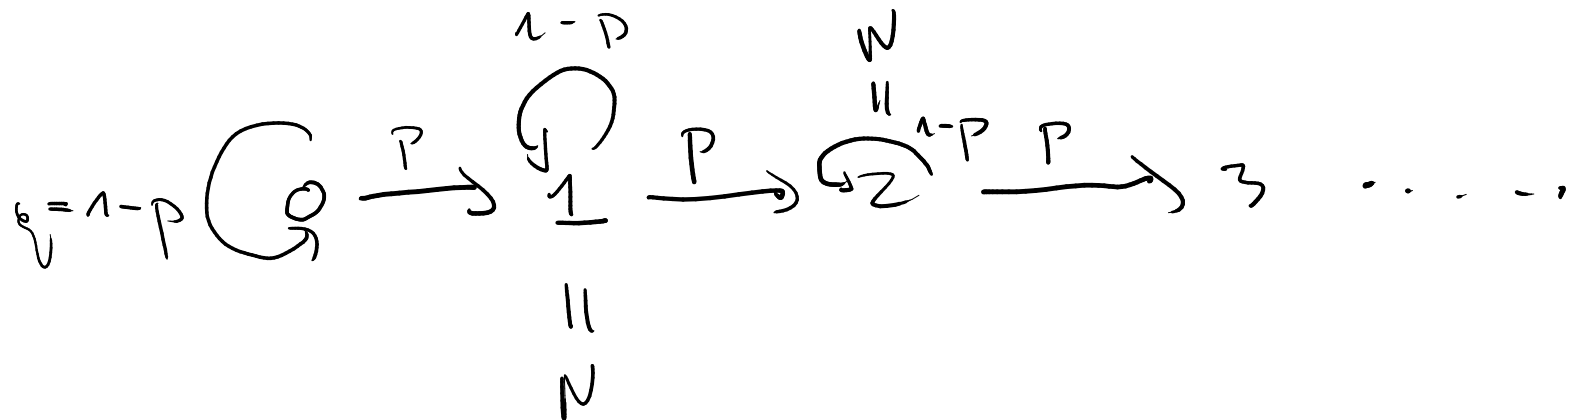 1-p
N
=
1-p
P
P
P
q=1-p
0 → 1 → 2 → 3 .....
=
N